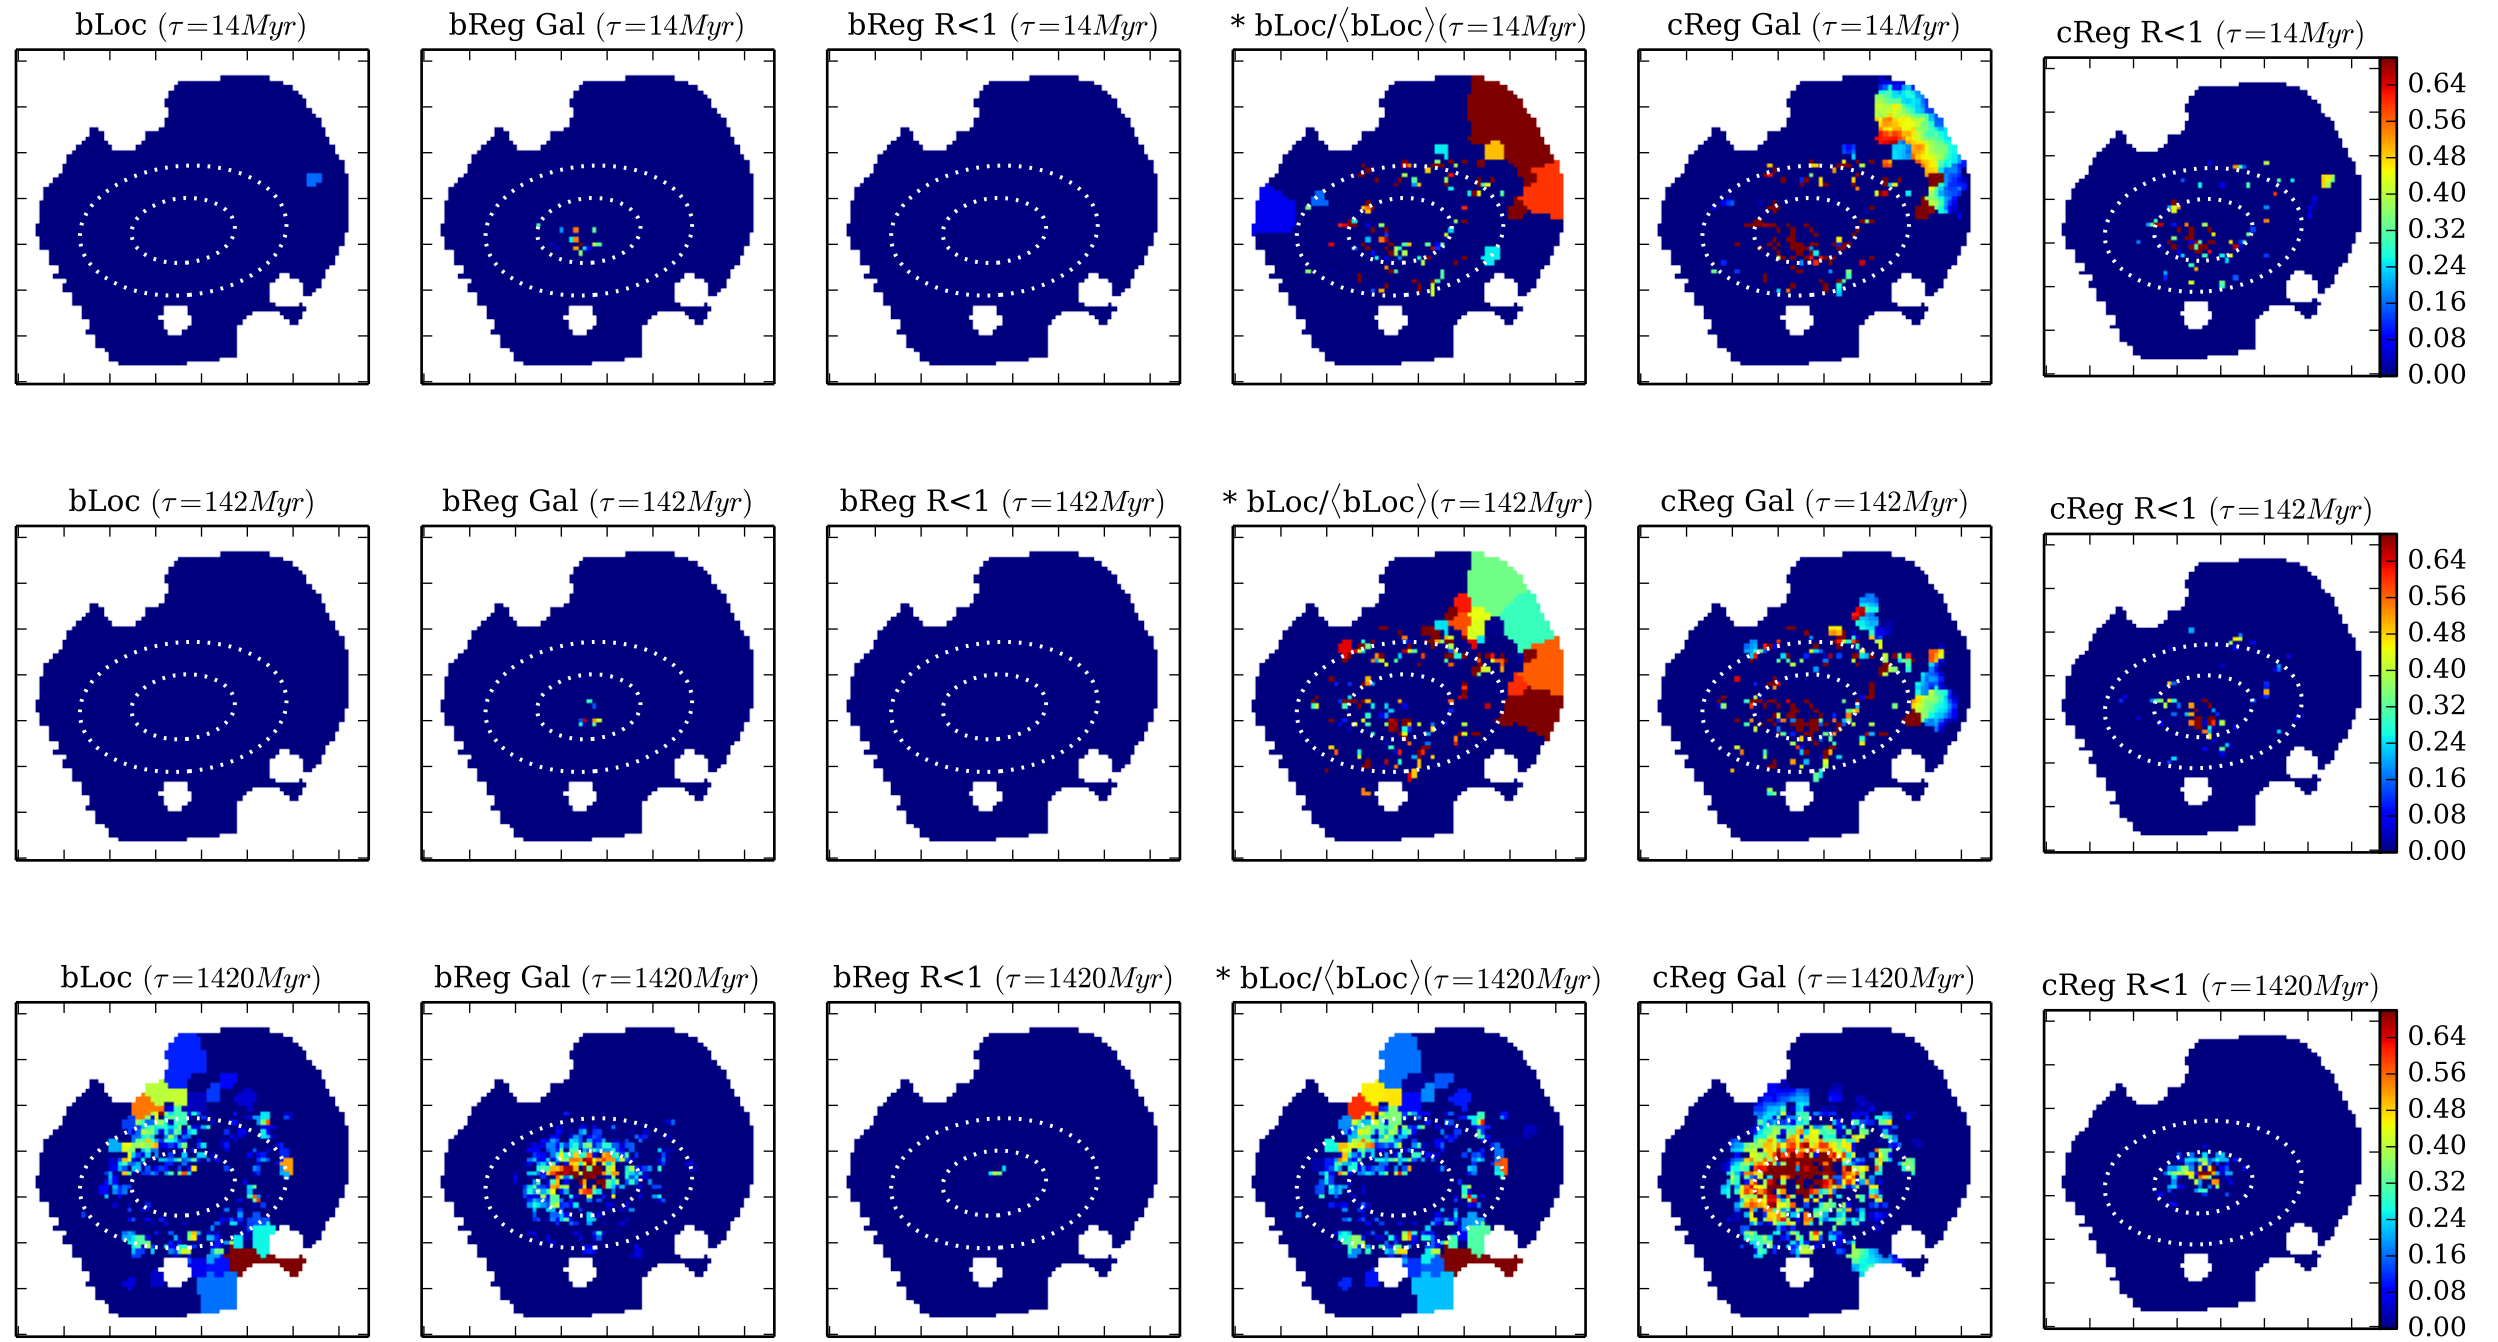 bLoc (τ=14Myr)
bReg Gal (τ=14Myr)
bReg R<1 (τ=14Myr)
* bLoc/⟨bLoc⟩(τ=14Myr)
cReg Gal (τ=14Myr)
cReg R<1 (τ=14Myr)
0.64
0.56
0.48
0.40
0.32
0.24
0.16
0.08
0.00
bLoc (τ=142Myr)
bReg Gal (τ=142Myr)
bReg R<1 (τ=142Myr)
* bLoc/⟨bLoc⟩(τ=142Myr)
cReg Gal (τ=142Myr)
cReg R<1 (τ=142Myr)
0.64
0.56
0.48
0.40
0.32
0.24
0.16
0.08
0.00
bLoc (τ=1420Myr)
bReg Gal (τ=1420Myr)
bReg R<1 (τ=1420Myr)
* bLoc/⟨bLoc⟩(τ=1420Myr)
cReg Gal (τ=1420Myr)
cReg R<1 (τ=1420Myr)
0.64
0.56
0.48
0.40
0.32
0.24
0.16
0.08
0.00